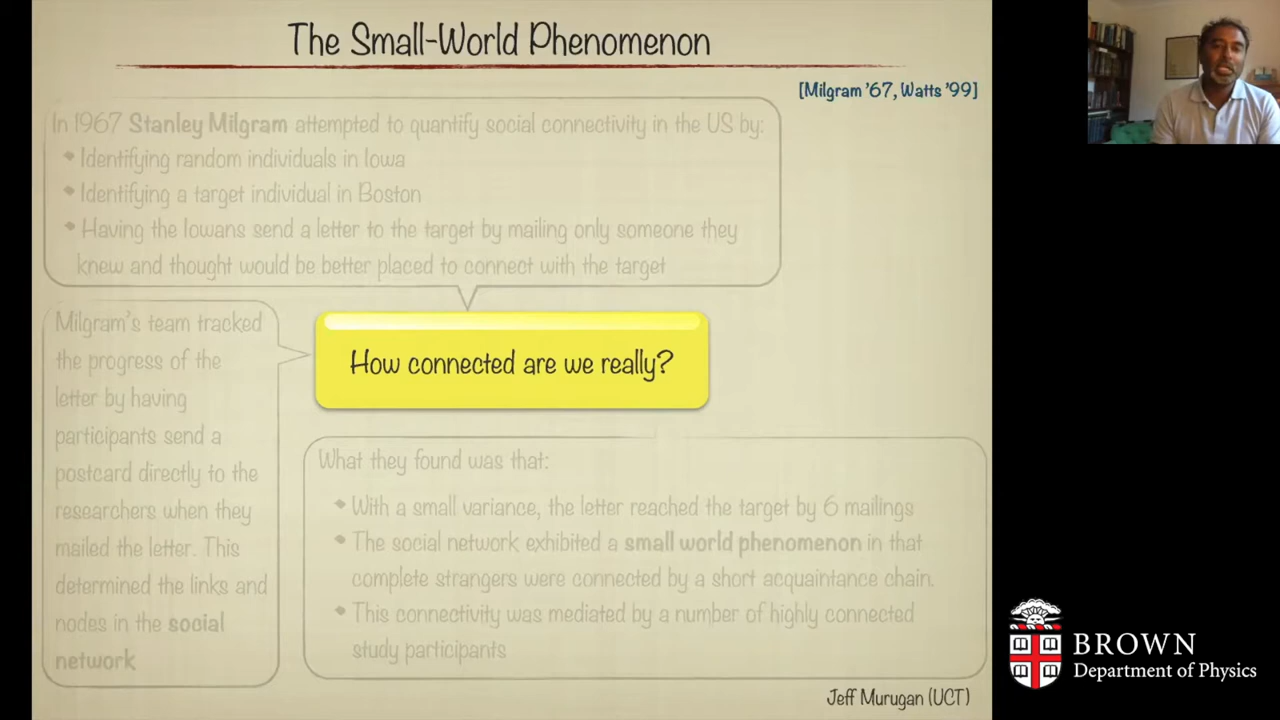 The Small-World Phenomenon
[Milgram '67, Watts '99]
In 1967 Stanley Milgram attempted to quantify social connectivity in the US by:
Identifying random individuals in Iowa
Identifying a target individual in Boston
Having the Iowans send a letter to the target by mailing only someone they
knew and thought would be better placed to connect with the target
Milgram's team tracked
the progress of the
letter by having
participants send a
postcard directly to the
researchers when they
mailed the letter. This
determined the links and
nodes in the social
network
How connected are we really?
What they found was that:
With a small variance, the letter reached the target by 6 mailings
The social network exhibited a small world phenomenon in that
complete strangers were connected by a short acquaintance chain.
This connectivity was mediated by a number of highly connected
study participants
Jeff Murugan (UCT)
BROWN
Department of Physics